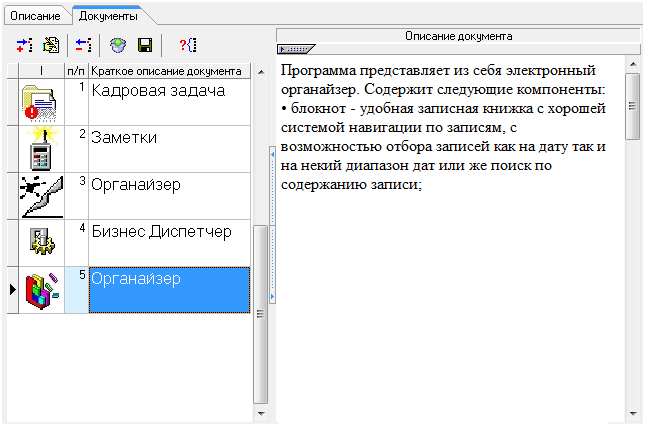 Описание Документы
?{
I п/п Краткое описание документа
1 Кадровая задача
2 Заметки
3 Органайзер
4 Бизнес Диспетчер
5 Органайзер
Описание документа
Программа представляет из себя электронный
органайзер. Содержит следующие компоненты:
• блокнот - удобная записная книжка с хорошей
системой навигации по записям, с
возможностью отбора записей как на дату так и
на некий диапазон дат или же поиск по
содержанию записи;